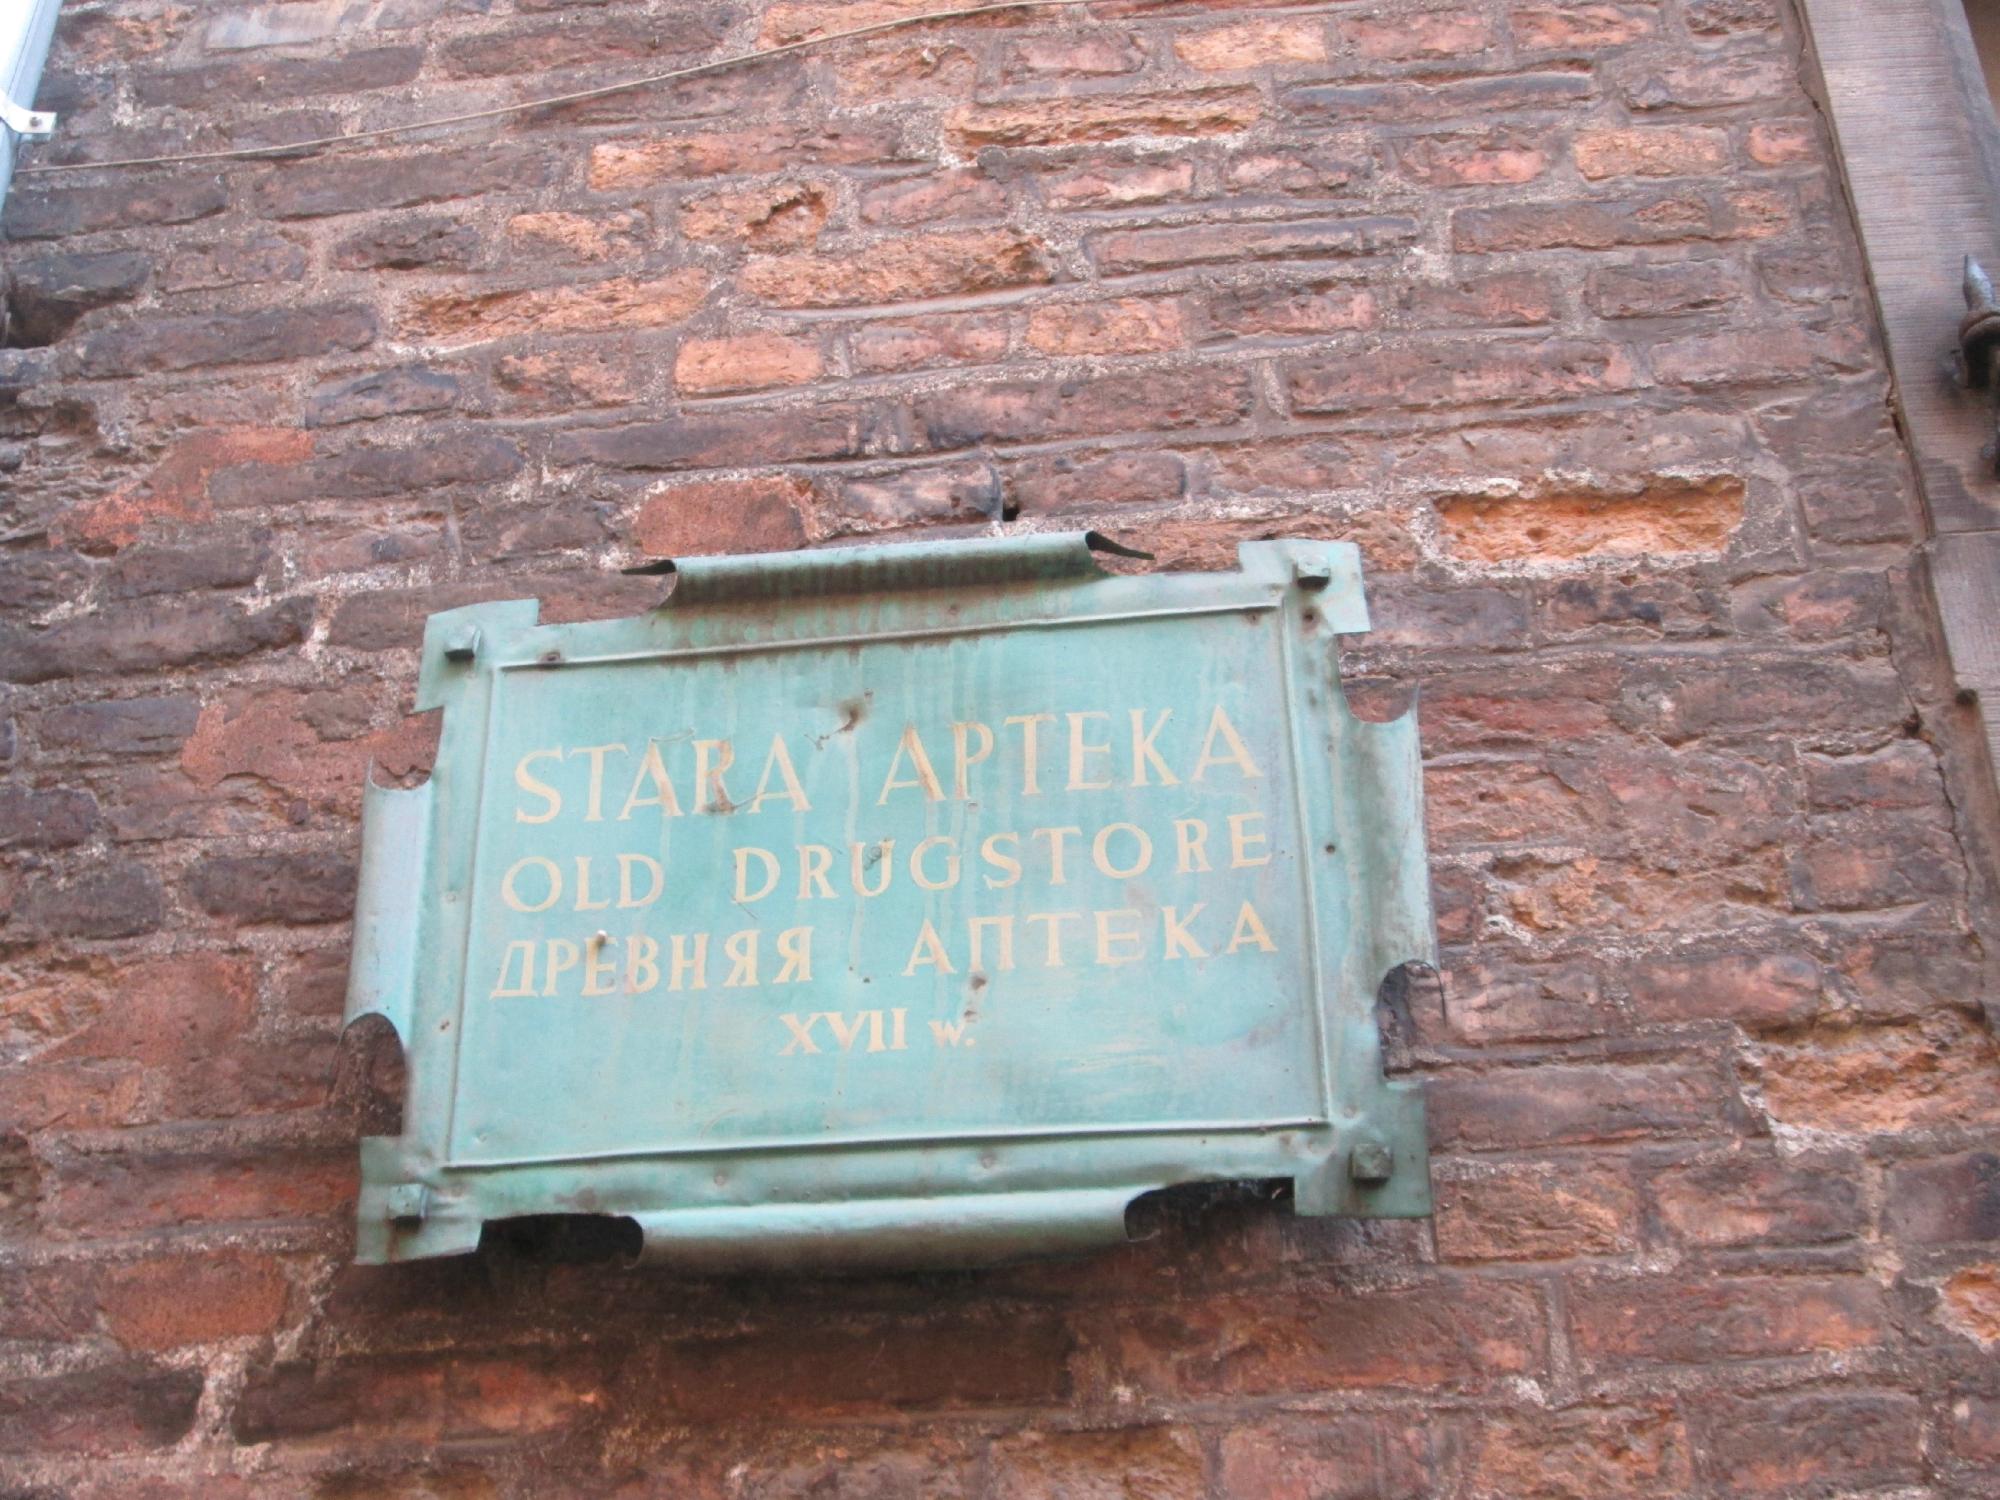 STARA APTEKA
OLD DRUGSTORE
ДРЕВНЯЯ АПТЕКА
XVII w.